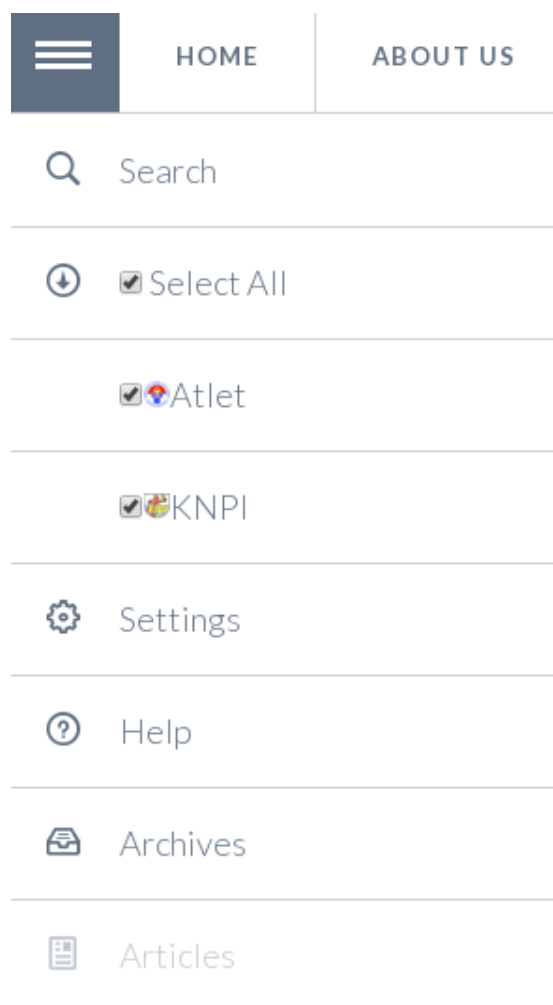 HOME ABOUT US
Search
Select All
Atlet
KNPI
Settings
Help
Archives
Articles